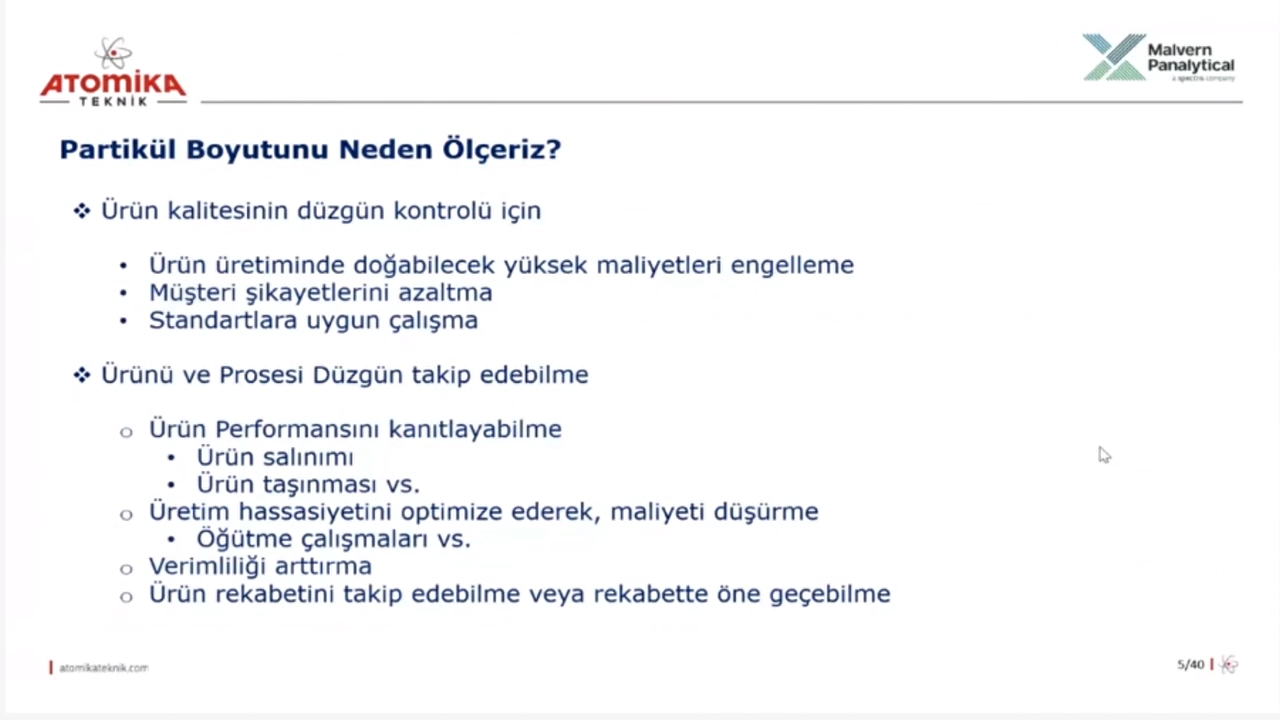 ATOMİKA
TEKNİK
Malvern
Panalytical
a spectris company
Partikül Boyutunu Neden Ölçeriz?
❖ Ürün kalitesinin düzgün kontrolü için
• Ürün üretiminde doğabilecek yüksek maliyetleri engelleme
• Müşteri şikayetlerini azaltma
• Standartlara uygun çalışma
❖ Ürünü ve Prosesi Düzgün takip edebilme
o Ürün Performansını kanıtlayabilme
• Ürün salınımı
• Ürün taşınması vs.
o Üretim hassasiyetini optimize ederek, maliyeti düşürme
• Öğütme çalışmaları vs.
o Verimliliği arttırma
o Ürün rekabetini takip edebilme veya rekabette öne geçebilme
atomikateknik.com
5/40